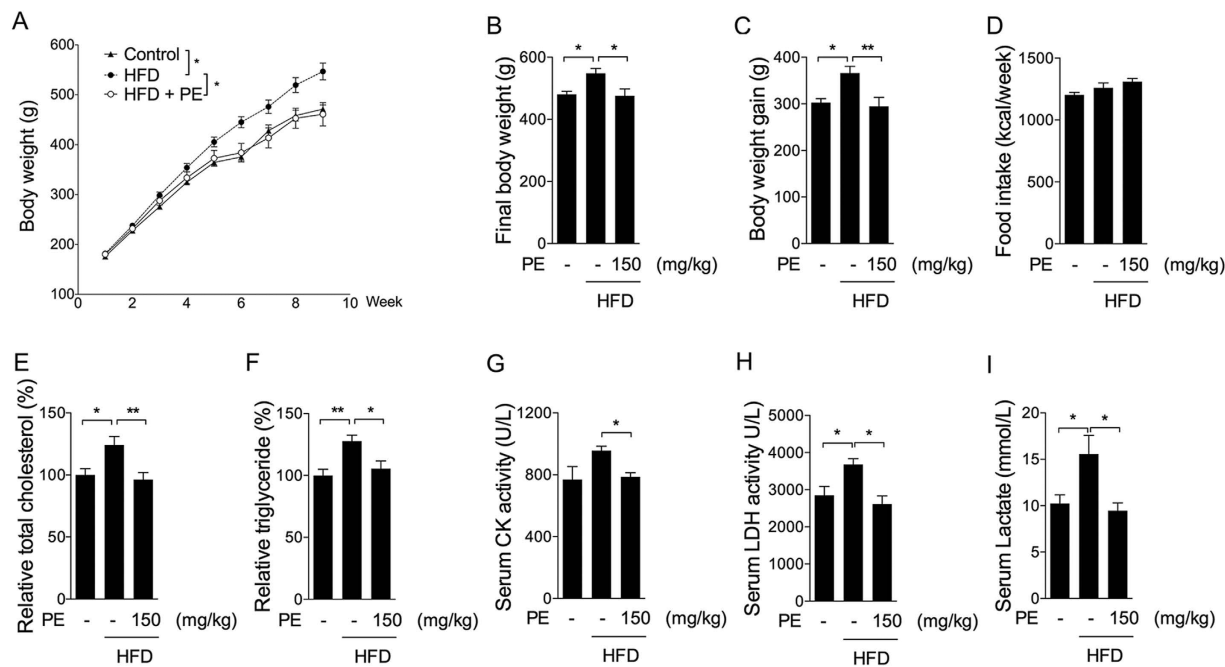 A
Body weight (g)
600
500
400
300
200
100
0
2
4
6
8
10
Week
Control
HFD
HFD + PE
*
*
B
Final body weight (g)
600
400
200
0
*
*
PE - - 150 (mg/kg)
HFD
C
Body weight gain (g)
400
300
200
100
0
*
**
PE - - 150 (mg/kg)
HFD
D
Food intake (kcal/week)
1500
1200
900
600
300
0
PE - - 150 (mg/kg)
HFD
E
Relative total cholesterol (%)
150
100
50
0
*
**
PE - - 150 (mg/kg)
HFD
F
Relative triglyceride (%)
150
100
50
0
**
*
PE - - 150 (mg/kg)
HFD
G
Serum CK activity (U/L)
1200
800
400
0
*
PE - - 150 (mg/kg)
HFD
H
Serum LDH activity U/L)
5000
4000
3000
2000
1000
0
*
*
PE - - 150 (mg/kg)
HFD
I
Serum Lactate (mmol/L)
20
15
10
5
0
*
*
PE - - 150 (mg/kg)
HFD